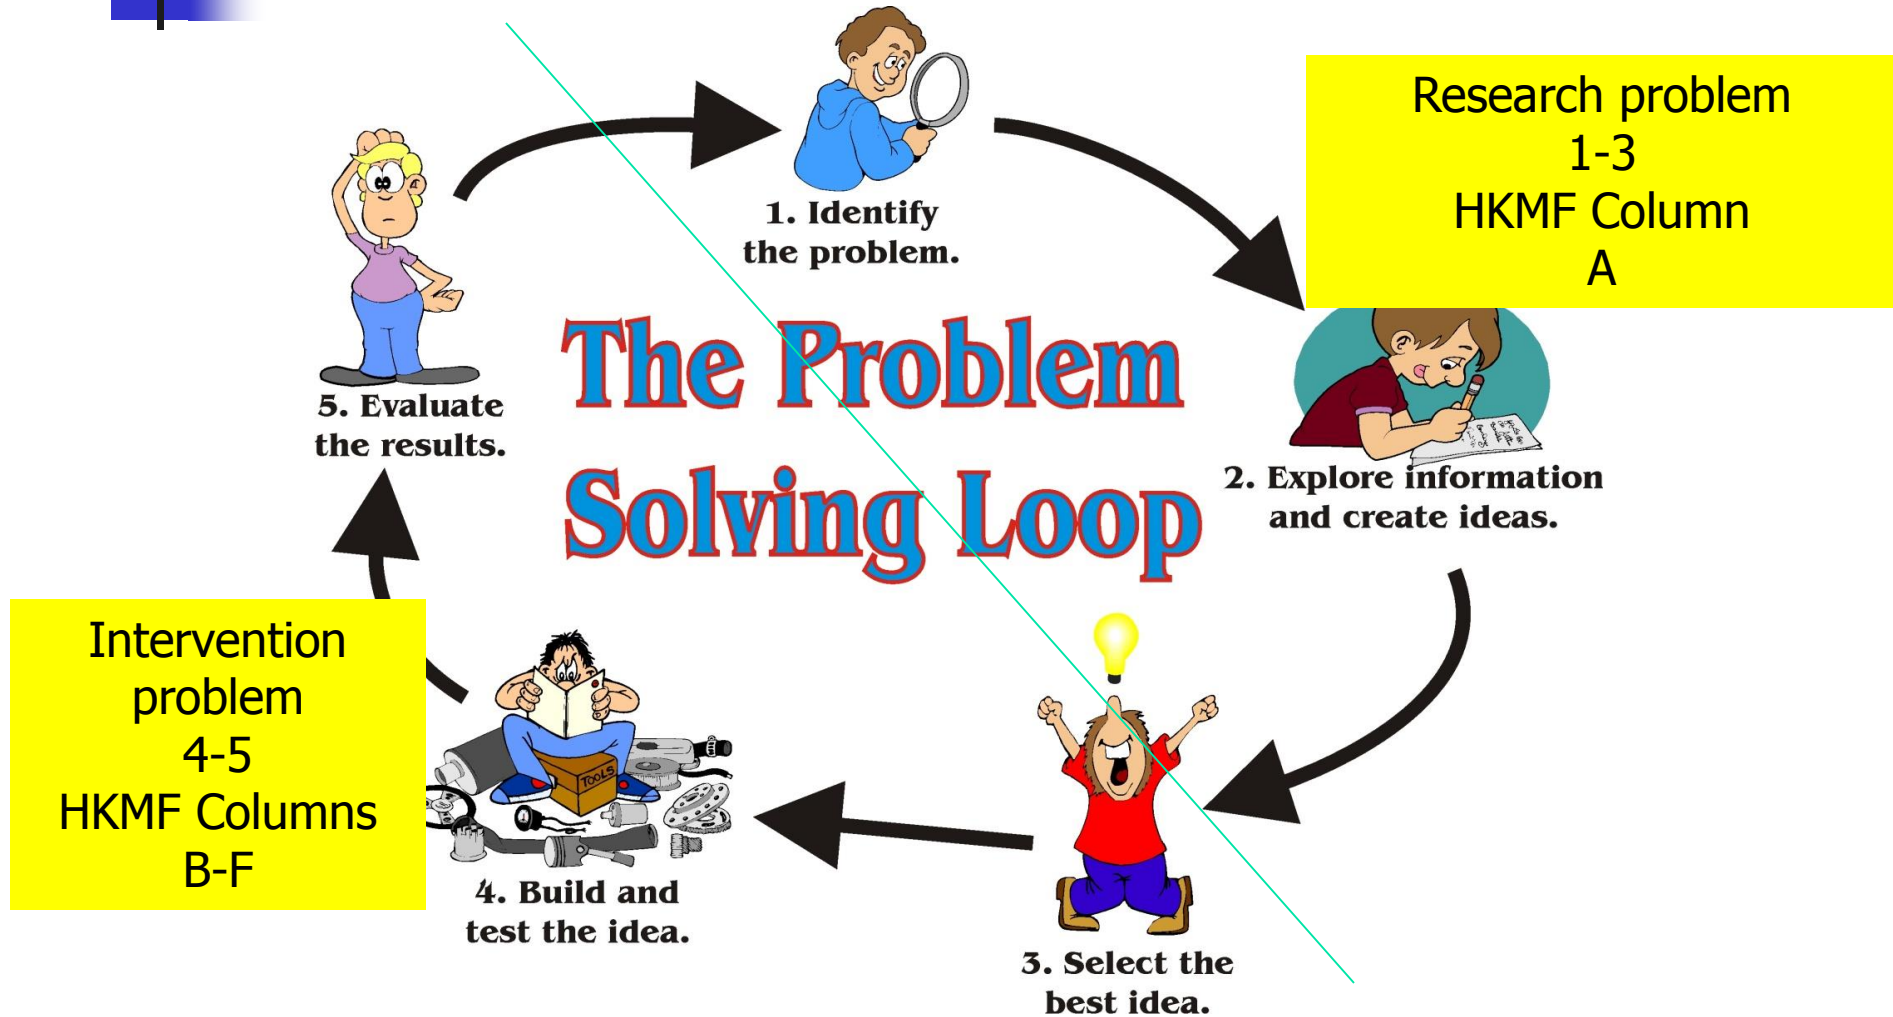 1. Identify
the problem.
Research problem
1-3
HKMF Column
A
The Problem
Solving Loop
2. Explore information
and create ideas.
3. Select the
best idea.
TOOLS
4. Build and
test the idea.
Intervention
problem
4-5
HKMF Columns
B-F
5. Evaluate
the results.